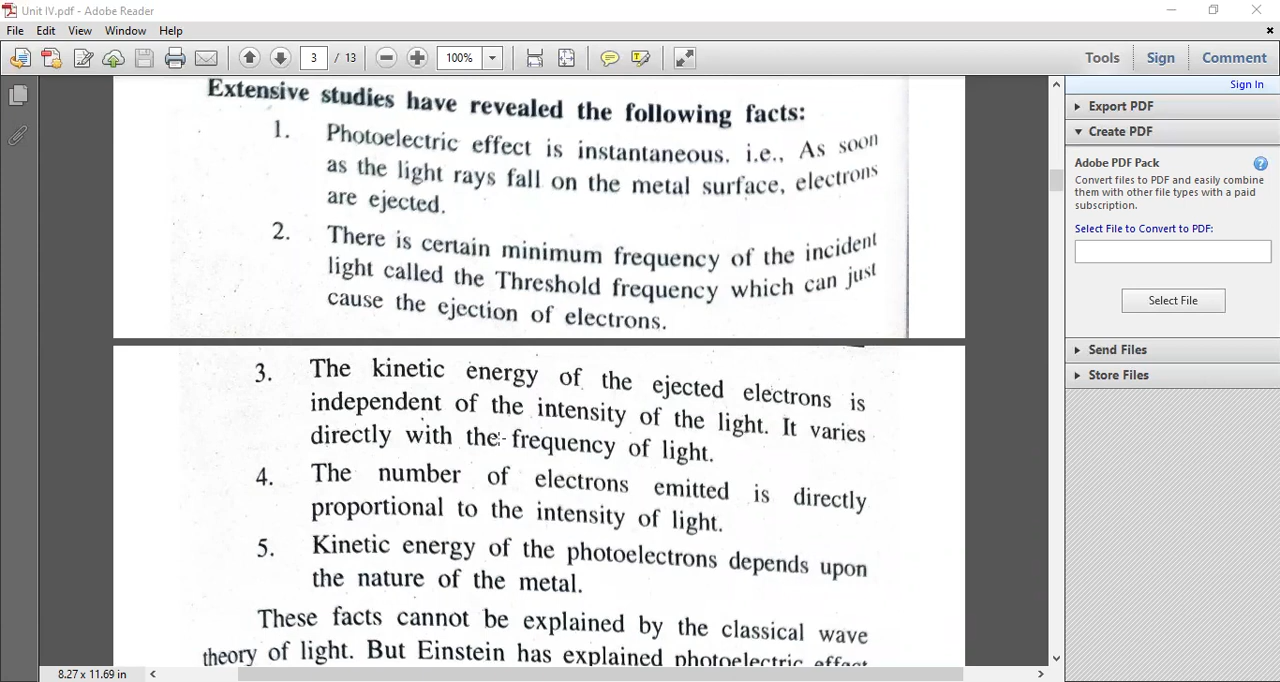 Unit IV.pdf - Adobe Reader
File Edit View Window Help
3 / 13 100% Tools Sign Comment
Sign In
Export PDF
Create PDF
Adobe PDF Pack
Convert files to PDF and easily combine
them with other file types with a paid
subscription.
Select File to Convert to PDF:
Select File
Send Files
Store Files
Extensive studies have revealed the following facts:
1. Photoelectric effect is instantaneous. i.e., As soon
as the light rays fall on the metal surface, electrons
are ejected.
2. There is certain minimum frequency of the incident
light called the Threshold frequency which can just
cause the ejection of electrons.
3. The kinetic energy of the ejected electrons is
independent of the intensity of the light. It varies
directly with the frequency of light.
4. The number of electrons emitted is directly
proportional to the intensity of light.
5. Kinetic energy of the photoelectrons depends upon
the nature of the metal.
These facts cannot be explained by the classical wave
theory of light. But Einstein has explained photoelectric effect
8.27 x 11.69 in